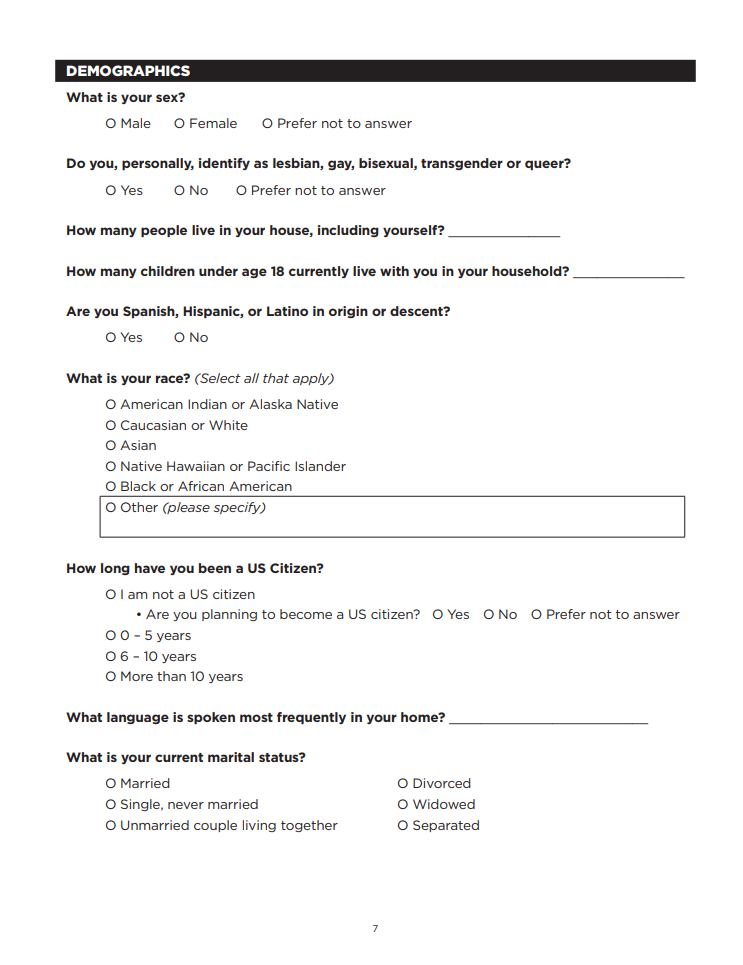 DEMOGRAPHICS
What is your sex?
O Male O Female O Prefer not to answer
Do you, personally, identify as lesbian, gay, bisexual, transgender or queer?
O Yes O No O Prefer not to answer
How many people live in your house, including yourself? ______________
How many children under age 18 currently live with you in your household? ______________
Are you Spanish, Hispanic, or Latino in origin or descent?
O Yes O No
What is your race? (Select all that apply)
O American Indian or Alaska Native
O Caucasian or White
O Asian
O Native Hawaiian or Pacific Islander
O Black or African American
O Other (please specify)
How long have you been a US Citizen?
O I am not a US citizen
• Are you planning to become a US citizen? O Yes O No O Prefer not to answer
O 0 – 5 years
O 6 – 10 years
O More than 10 years
What language is spoken most frequently in your home? _________________________
What is your current marital status?
O Married O Divorced
O Single, never married O Widowed
O Unmarried couple living together O Separated
7